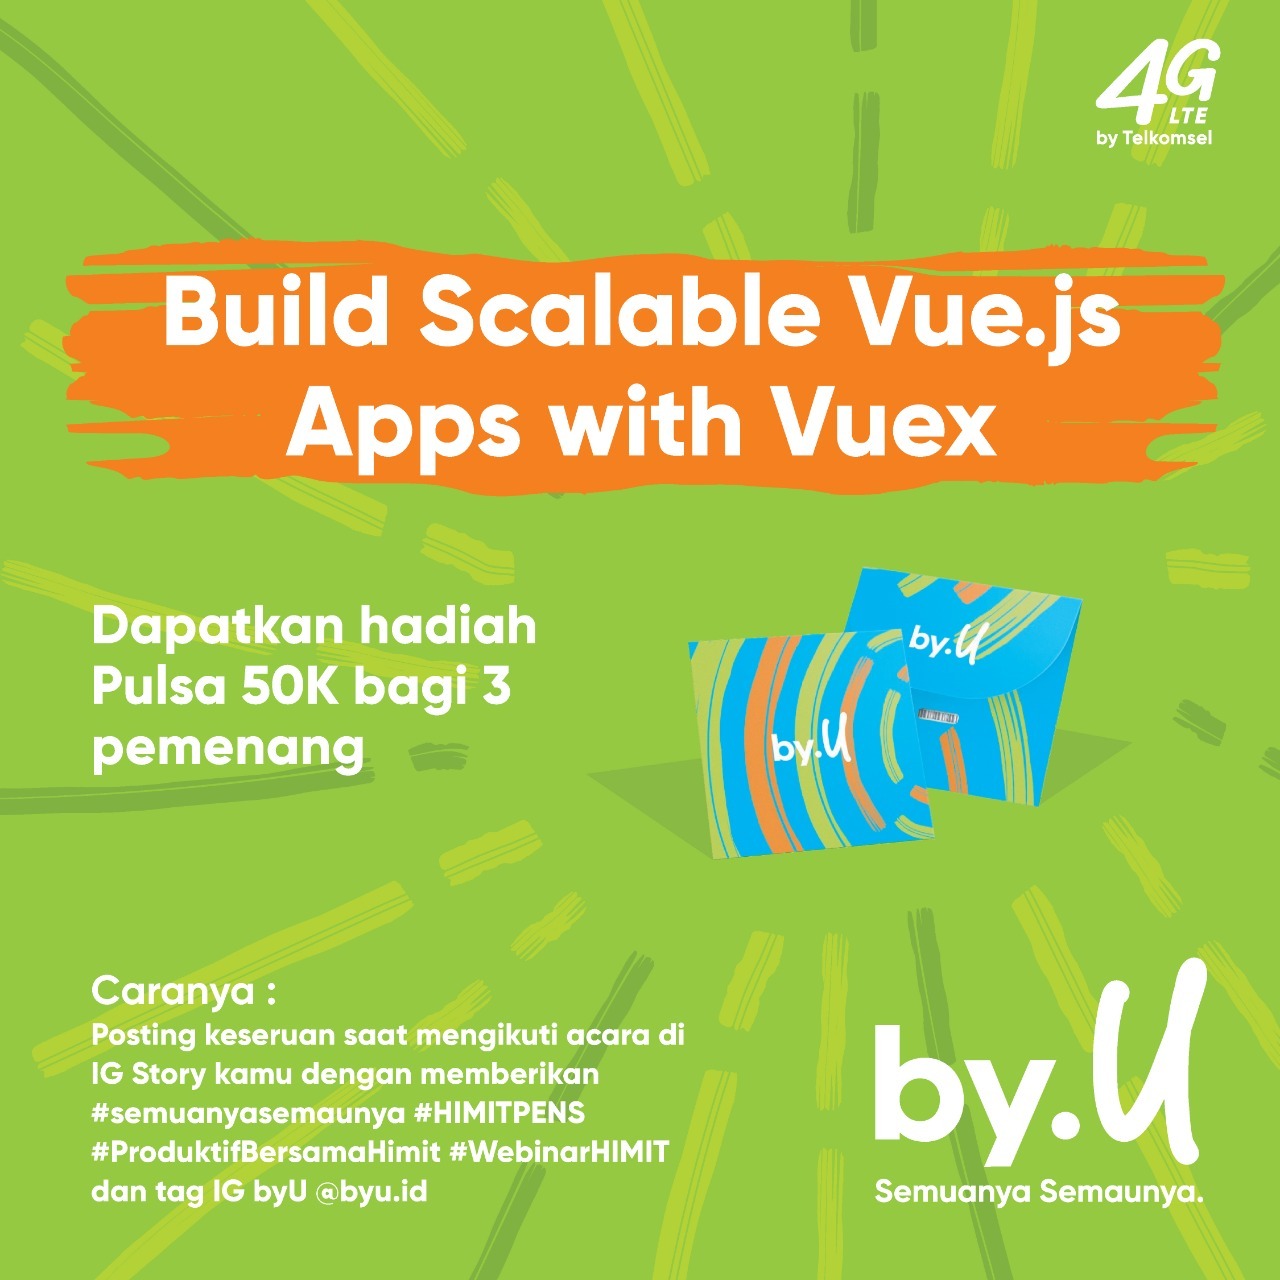 4G
LTE
by Telkomsel
Build Scalable Vue.js
Apps with Vuex
Dapatkan hadiah
Pulsa 50K bagi 3
pemenang
by.U
by.U
Caranya :
Posting keseruan saat mengikuti acara di
IG Story kamu dengan memberikan
#semuanyasemaunya #HIMITPENS
#ProduktifBersamaHimit #WebinarHIMIT
dan tag IG byU @byu.id
by.U
Semuanya Semaunya.